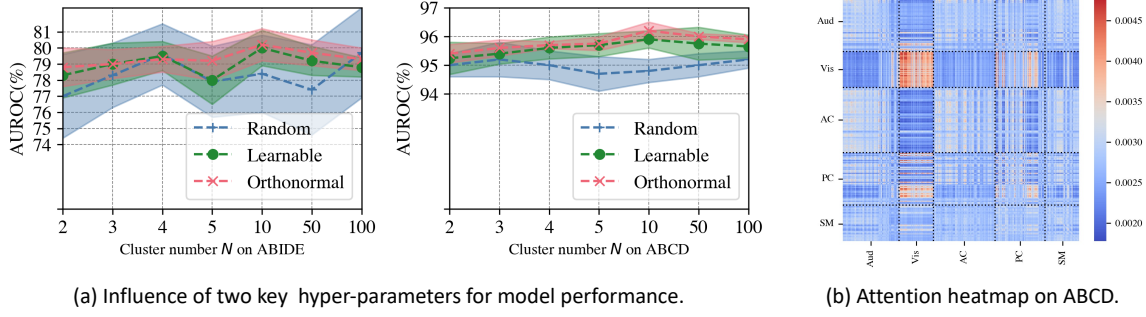 AUROC(%)
81
80
79
78
77
76
75
74
Random
Learnable
Orthonormal
2 3 4 5 10 50 100
Cluster number N on ABIDE
AUROC(%)
97
96
95
94
Random
Learnable
Orthonormal
2 3 4 5 10 50 100
Cluster number N on ABCD
(a) Influence of two key hyper-parameters for model performance.
Aud
Vis
AC
PC
SM
Aud Vis AC PC SM
0.0045
0.0040
0.0035
0.0030
0.0025
0.0020
(b) Attention heatmap on ABCD.